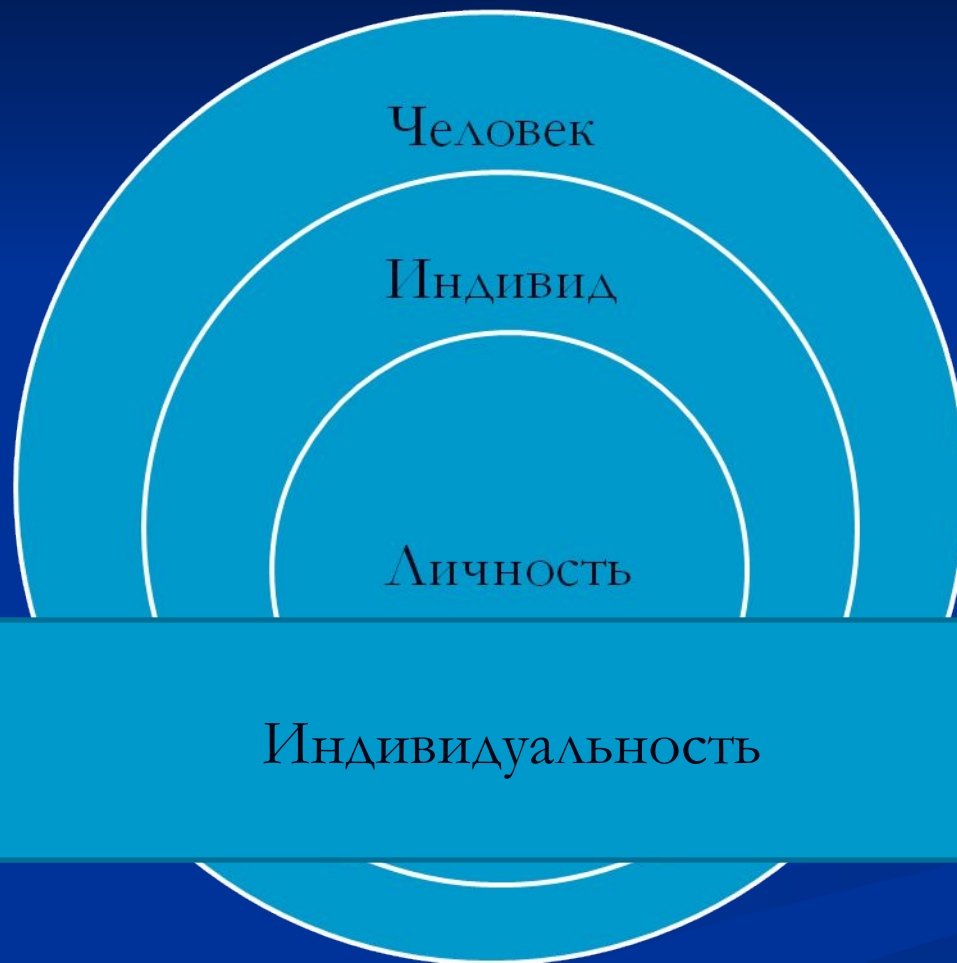 Человек
Индивид
Личность
Индивидуальность